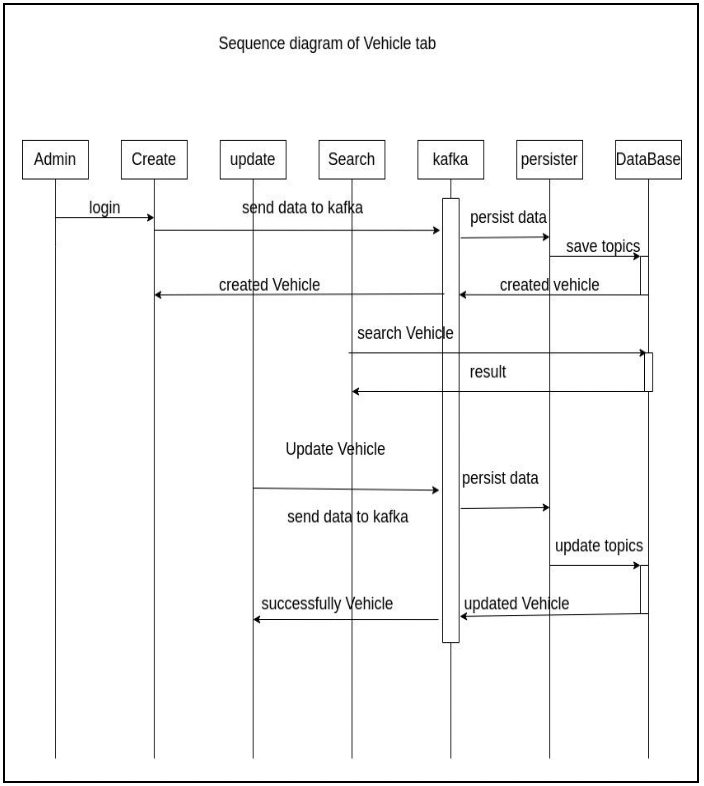 Sequence diagram of Vehicle tab
Admin
Create
update
Search
kafka
persister
DataBase
login
send data to kafka
persist data
save topics
created Vehicle
created vehicle
search Vehicle
result
Update Vehicle
persist data
send data to kafka
update topics
successfully Vehicle
updated Vehicle